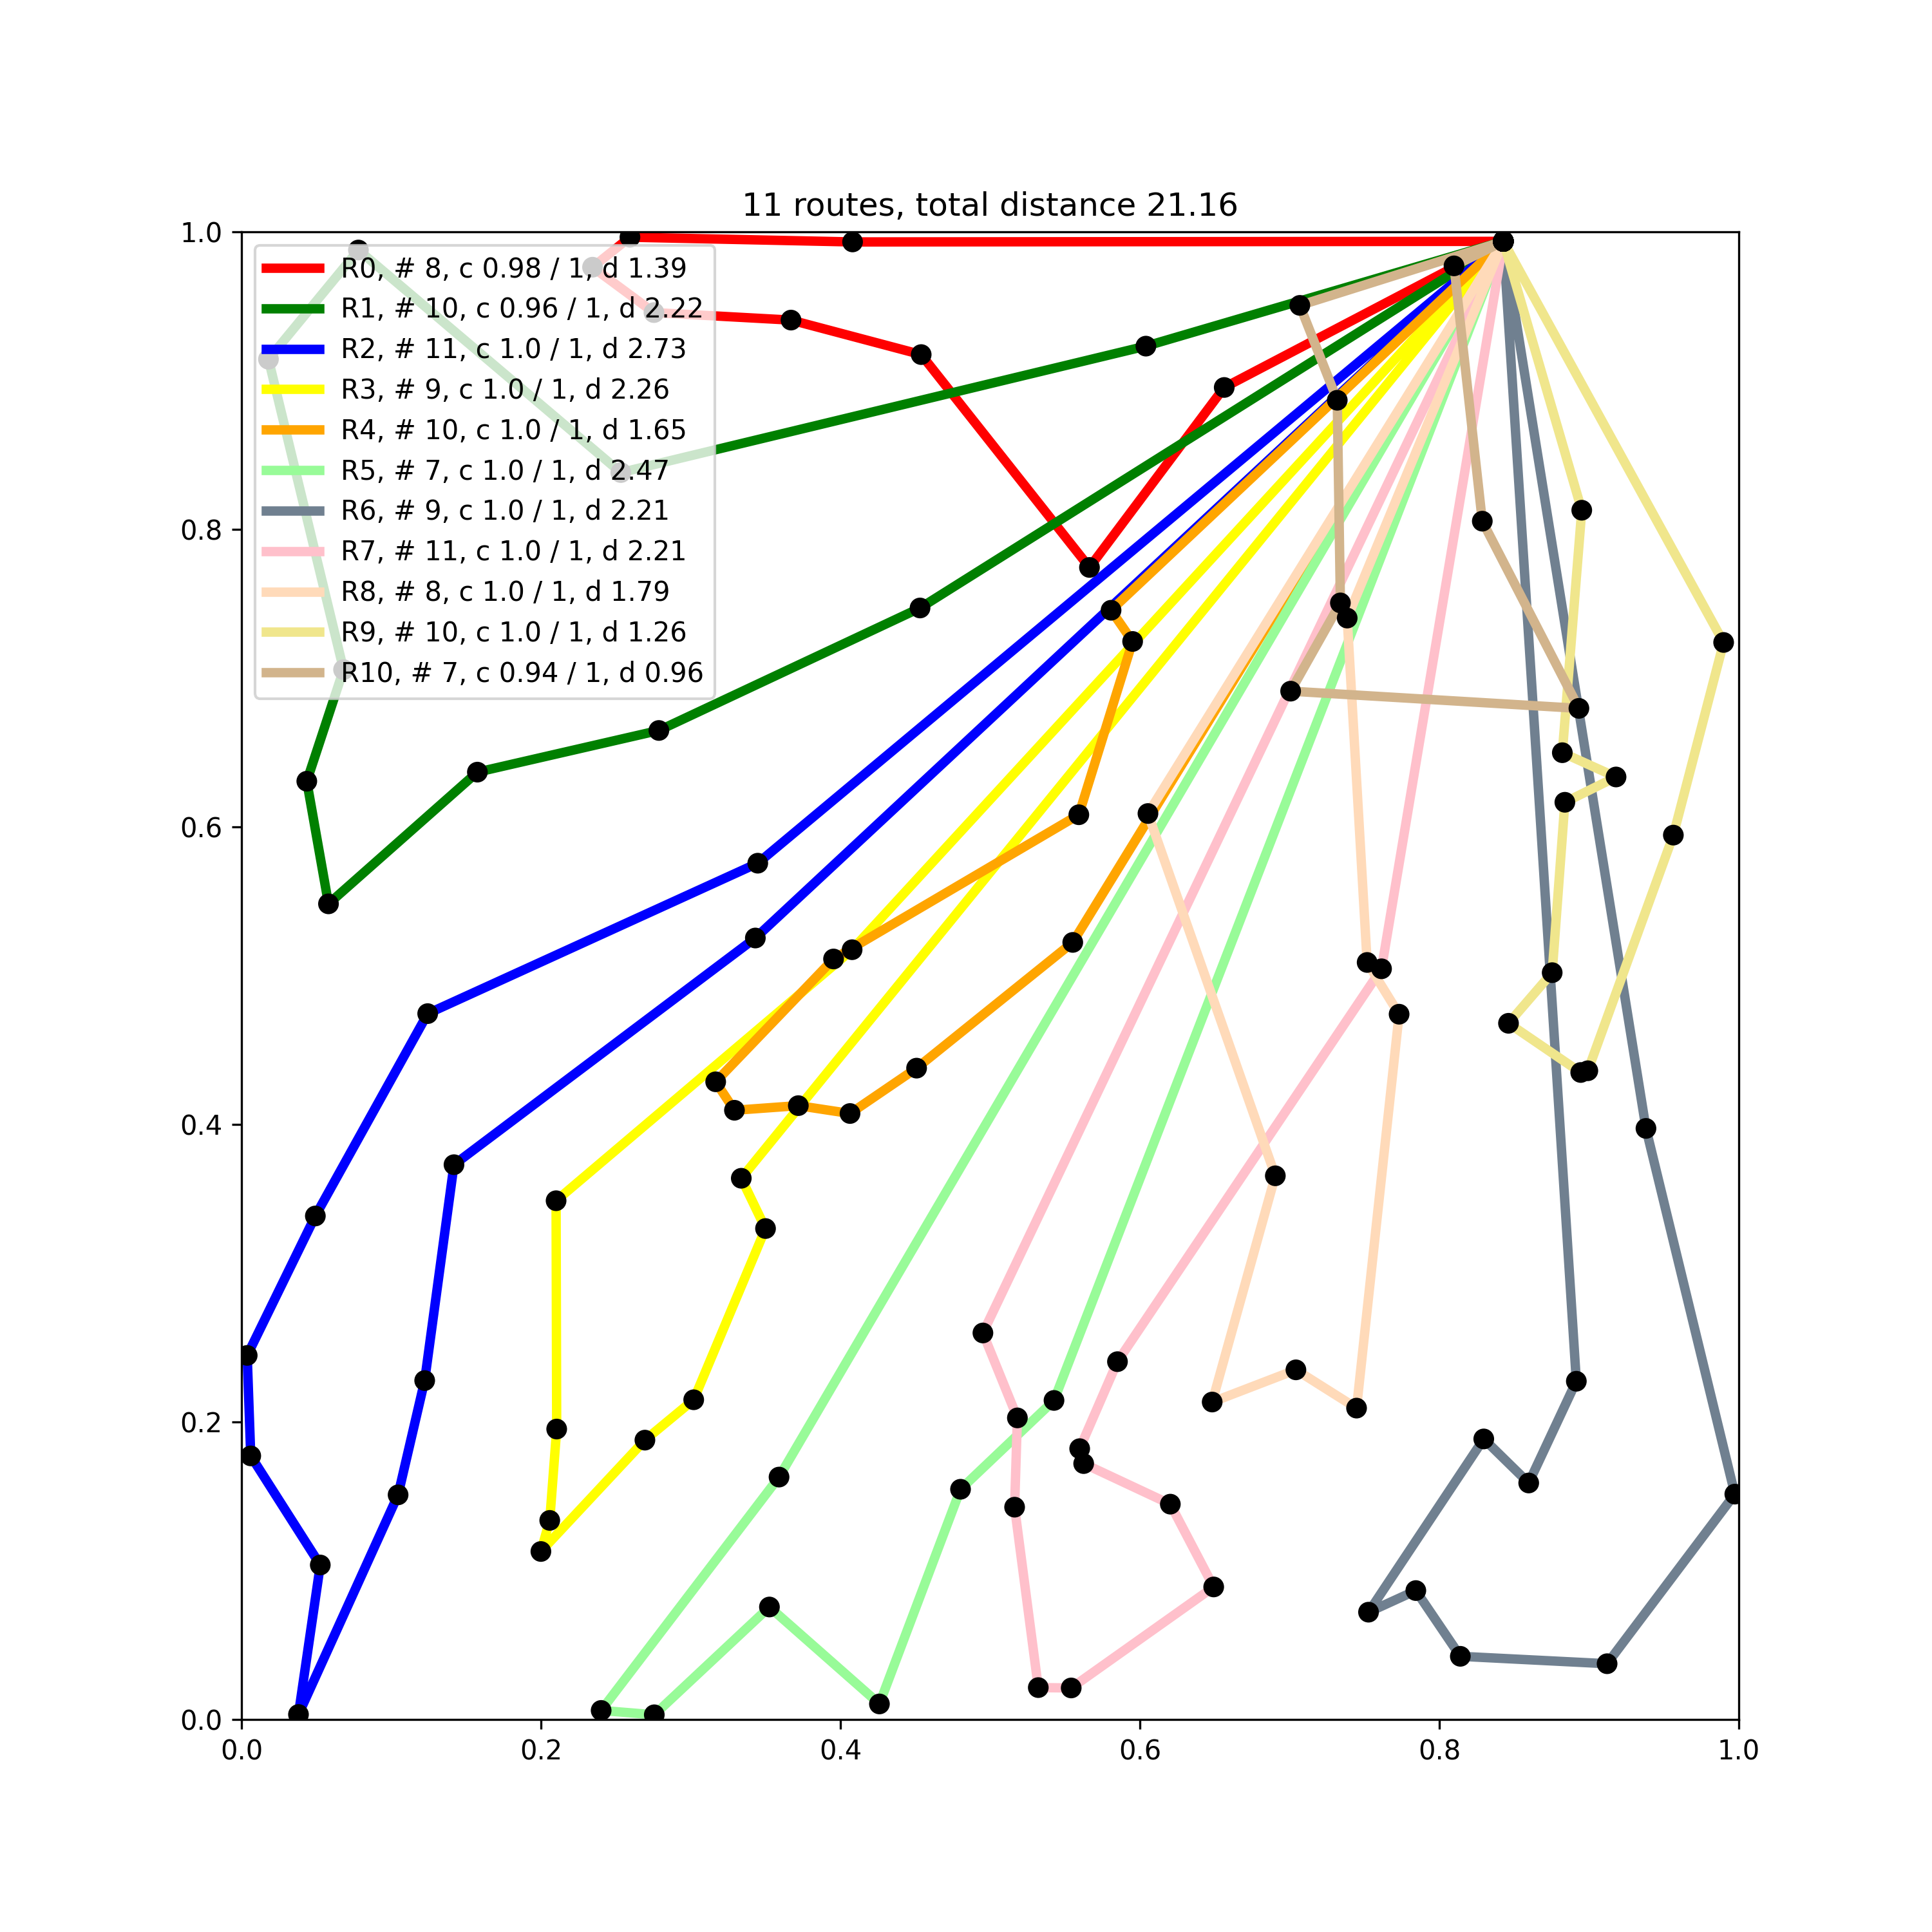 11 routes, total distance 21.16
1.0
0.8
0.6
0.4
0.2
0.0
R0, # 8, c 0.98 / 1, d 1.39
R1, # 10, c 0.96 / 1, d 2.22
R2, # 11, c 1.0 / 1, d 2.73
R3, # 9, c 1.0 / 1, d 2.26
R4, # 10, c 1.0 / 1, d 1.65
R5, # 7, c 1.0 / 1, d 2.47
R6, # 9, c 1.0 / 1, d 2.21
R7, # 11, c 1.0 / 1, d 2.21
R8, # 8, c 1.0 / 1, d 1.79
R9, # 10, c 1.0 / 1, d 1.26
R10, # 7, c 0.94 / 1, d 0.96
0.0 0.2 0.4 0.6 0.8 1.0